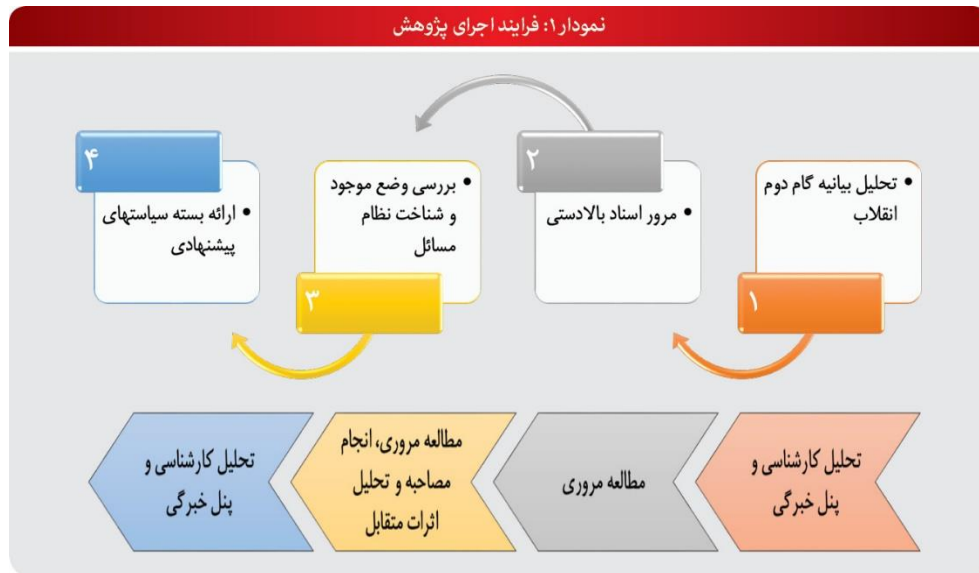 نمودار ۱: فرایند اجرای پژوهش
۱
• تحلیل بیانیه گام دوم
انقلاب
۲
• مرور اسناد بالادستی
۳
• بررسی وضع موجود
و شناخت نظام
مسائل
۴
• ارائه بسته سیاستهای
پیشنهادی
تحلیل کارشناسی و
پنل خبرگی
مطالعه مروری
مطالعه مروری، انجام
مصاحبه و تحلیل
اثرات متقابل
تحلیل کارشناسی و
پنل خبرگی